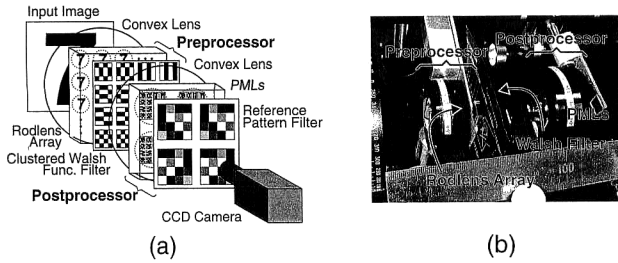 Input Image
Convex Lens
Preprocessor
Convex Lens
PMLs
Reference
Pattern Filter
Rodlens
Array
Clustered Walsh
Func. Filter
Postprocessor
CCD Camera
(a)
Preprocessor
Postprocessor
PMLs
Walsh Filter
Rodlens Array
100
(b)